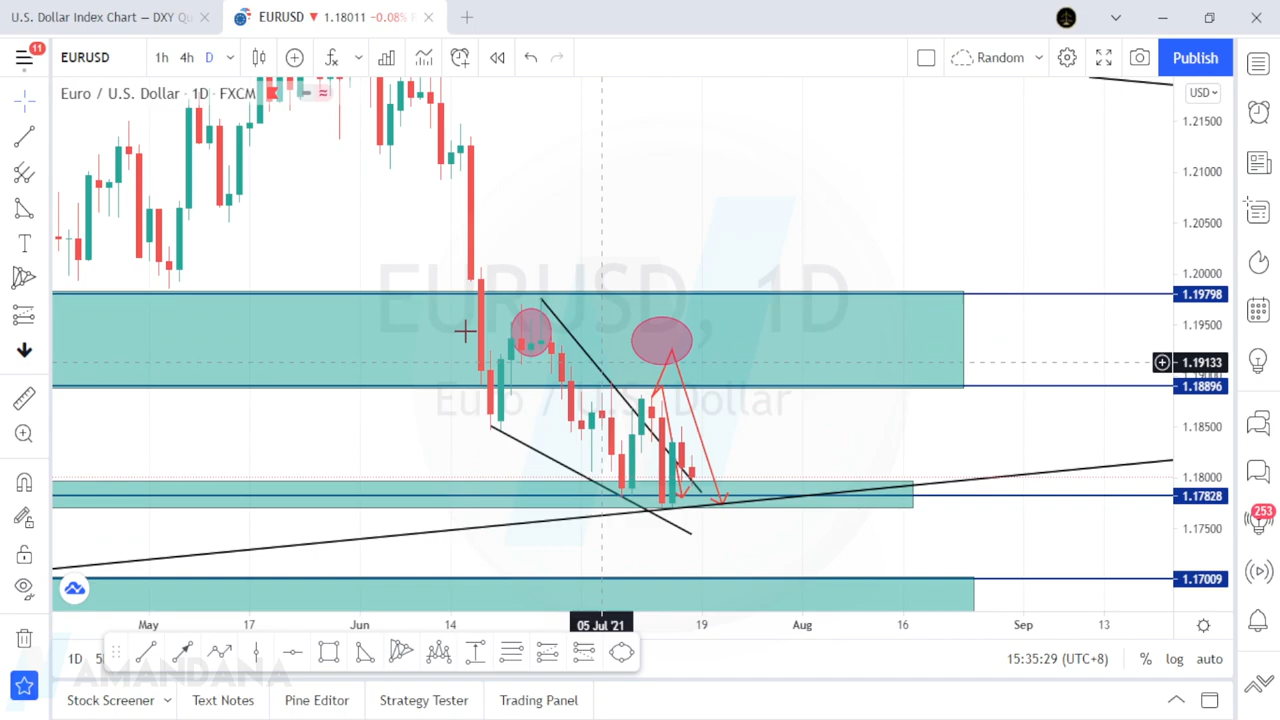 U.S. Dollar Index Chart — DXY Qu
EURUSD ▼ 1.18011 −0.08% F
11
EURUSD
1h 4h D
Random
Publish
Euro / U.S. Dollar · 1D · FXCM
USD
1.21500
1.21000
1.20500
1.20000
1.19798
1.19500
1.19133
1.18896
1.18500
1.18000
1.17828
1.17500
1.17009
EURUSD, 1D
Euro / U.S. Dollar
253
May
17
Jun
14
05 Jul '21
19
Aug
16
Sep
13
1D
15:35:29 (UTC+8)
%
log
auto
AMANDANA
Stock Screener
Text Notes
Pine Editor
Strategy Tester
Trading Panel